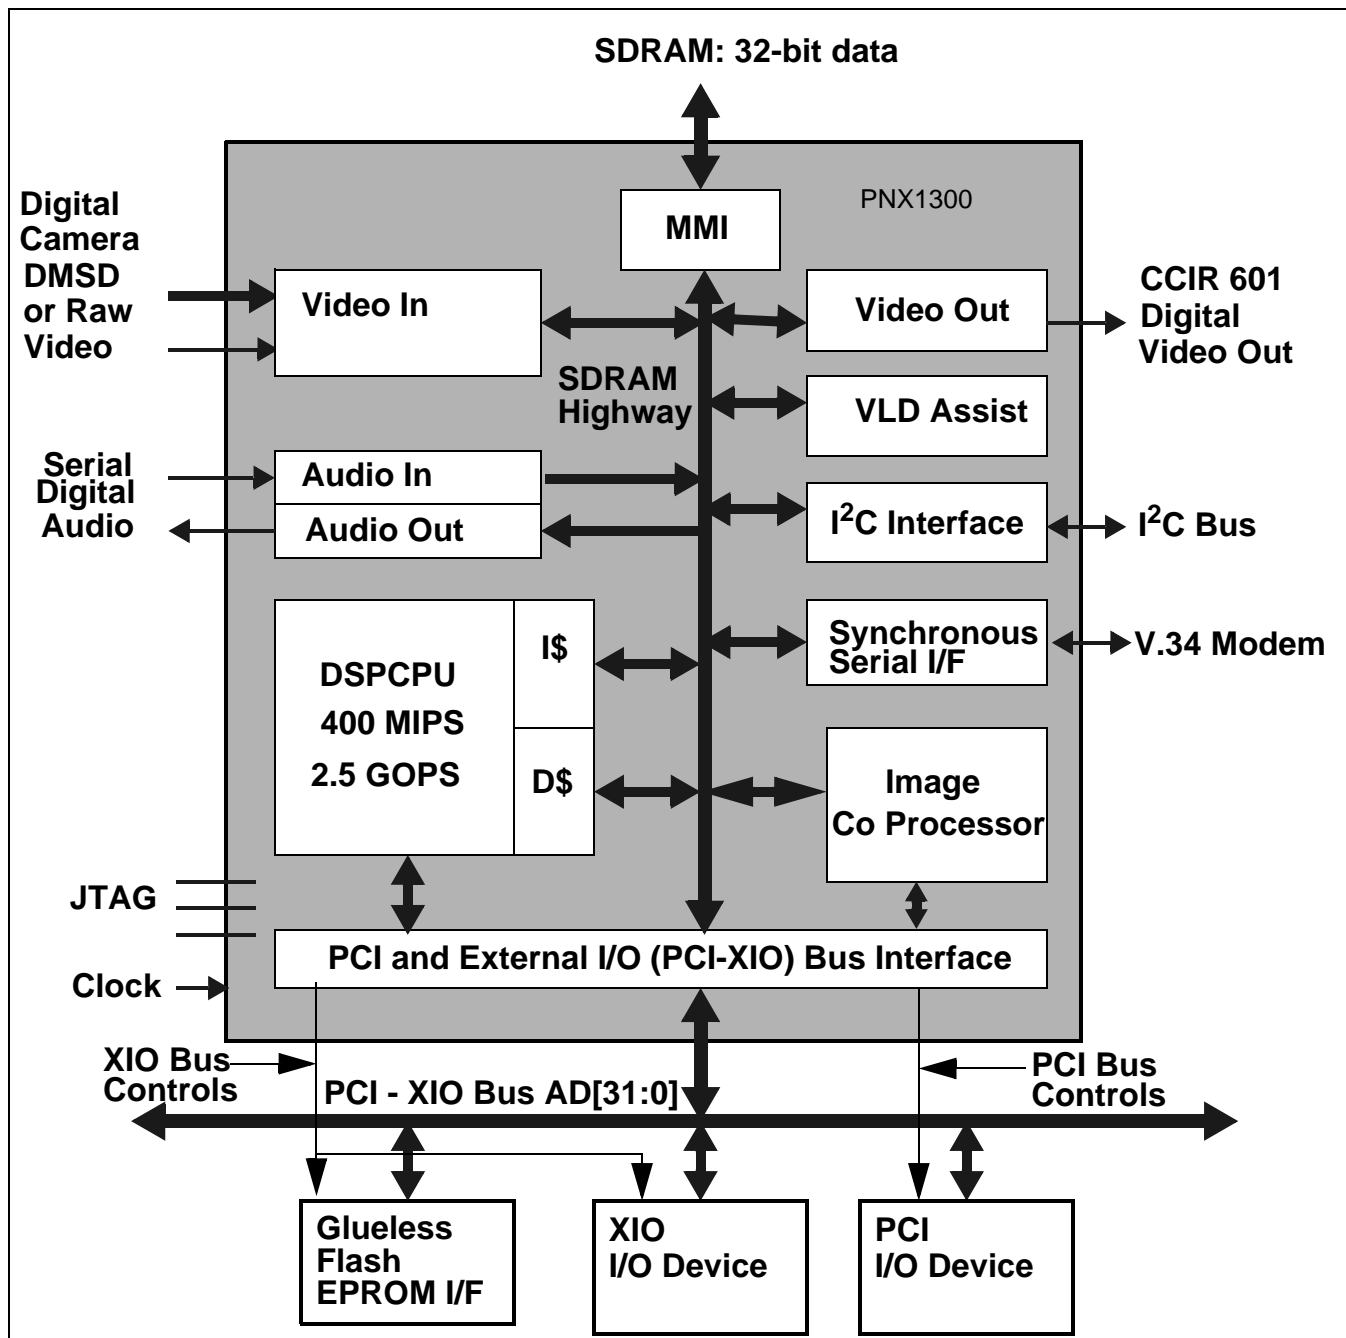 SDRAM: 32-bit data
PNX1300
MMI
Digital
Camera
DMSD
or Raw
Video
Video In
Video Out
CCIR 601
Digital
Video Out
SDRAM
Highway
VLD Assist
Serial
Digital
Audio
Audio In
Audio Out
I²C Interface
I²C Bus
Synchronous
Serial I/F
V.34 Modem
DSPCPU
400 MIPS
2.5 GOPS
I$
D$
Image
Co Processor
JTAG
PCI and External I/O (PCI-XIO) Bus Interface
Clock
XIO Bus
Controls
PCI - XIO Bus AD[31:0]
PCI Bus
Controls
Glueless
Flash
EPROM I/F
XIO
I/O Device
PCI
I/O Device